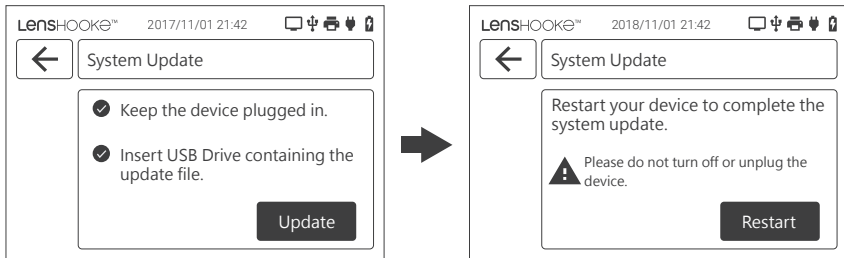 LENSHOOKE™ 2017/11/01 21:42
System Update
Keep the device plugged in.
Insert USB Drive containing the
update file.
Update
LENSHOOKE™ 2018/11/01 21:42
System Update
Restart your device to complete the
system update.
Please do not turn off or unplug the
device.
Restart